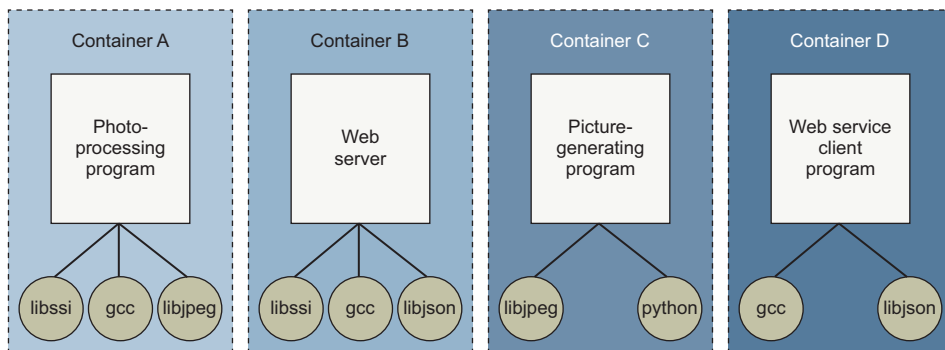 Container A
Photo-
processing
program
libssi
gcc
libjpeg
Container B
Web
server
libssi
gcc
libjson
Container C
Picture-
generating
program
libjpeg
python
Container D
Web service
client
program
gcc
libjson